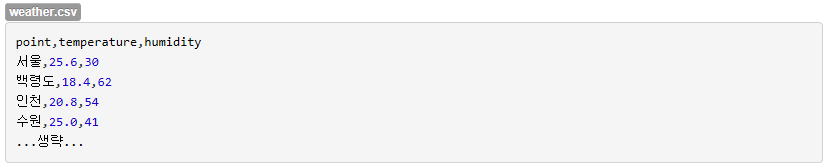 weather.csv
point,temperature,humidity
서울,25.6,30
백령도,18.4,62
인천,20.8,54
수원,25.0,41
...생략...